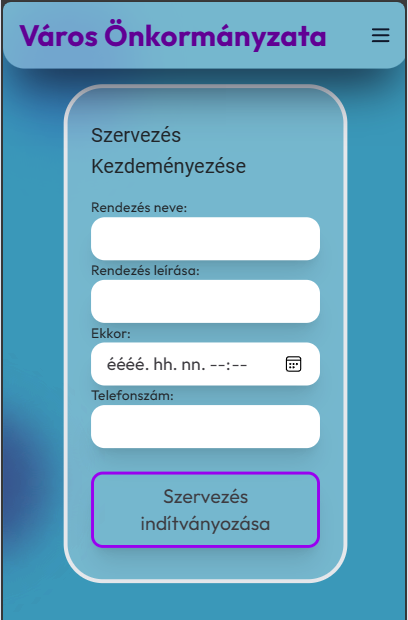 Város Önkormányzata
Szervezés
Kezdeményezése
Rendezés neve:
Rendezés leírása:
Ekkor:
éééé. hh. nn. --:--
Telefonszám:
Szervezés
indítványozása